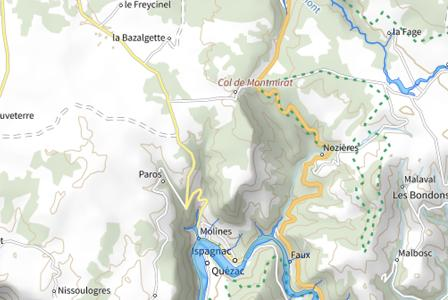 le Freycinel
mont
la Bazalgette
la Fage
Col de Montmirat
uveterre
Nozières
Paros
Malaval
Les Bondons
Molines
Ispagnac
Quézac
Faux
Malbosc
Nissoulogres
t